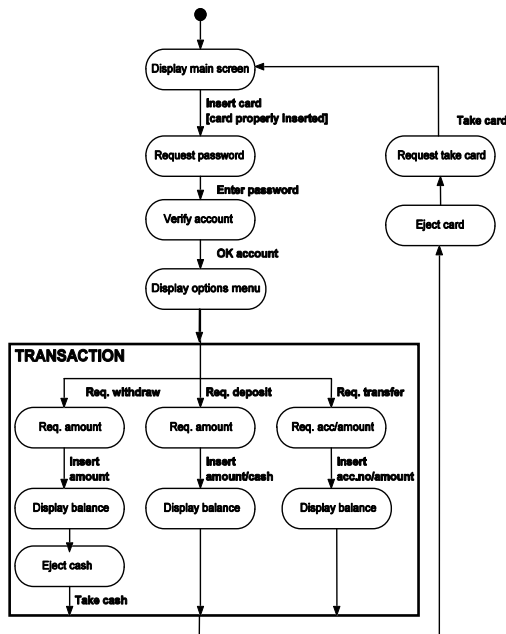 Display main screen
Insert card
[card properly inserted]
Take card
Request password
Request take card
Enter password
Verify account
Eject card
OK account
Display options menu
TRANSACTION
Req. withdraw
Req. deposit
Req. transfer
Req. amount
Req. amount
Req. acc/amount
Insert
amount
Insert
amount/cash
Insert
acc.no/amount
Display balance
Display balance
Display balance
Eject cash
Take cash